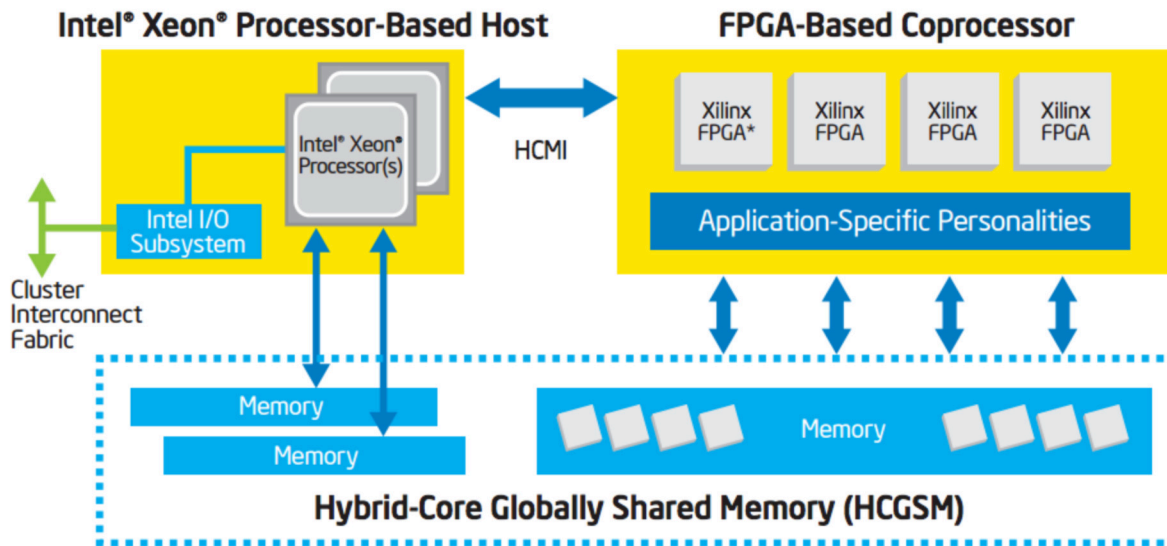 Intel® Xeon® Processor-Based Host
FPGA-Based Coprocessor
Intel® Xeon®
Processor(s)
Intel I/O
Subsystem
Cluster
Interconnect
Fabric
HCMI
Xilinx
FPGA*
Xilinx
FPGA
Xilinx
FPGA
Xilinx
FPGA
Application-Specific Personalities
Memory
Memory
Memory
Hybrid-Core Globally Shared Memory (HCGSM)